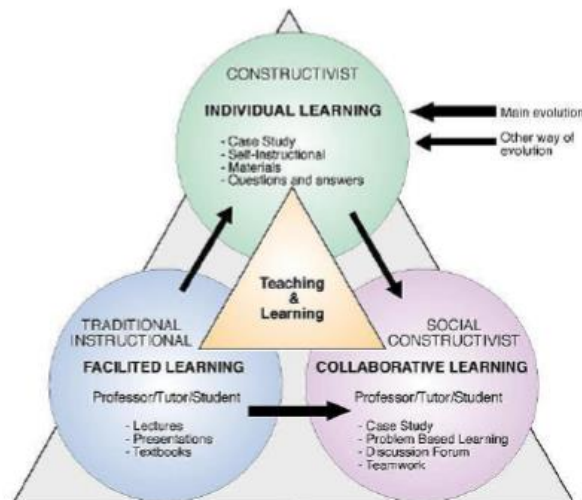 CONSTRUCTIVIST
INDIVIDUAL LEARNING
- Case Study
- Self-Instructional
- Materials
- Questions and answers
Main evolution
Other way of
evolution
Teaching
&
Learning
TRADITIONAL
INSTRUCTIONAL
FACILITED LEARNING
Professor/Tutor/Student
- Lectures
- Presentations
- Textbooks
SOCIAL
CONSTRUCTIVIST
COLLABORATIVE LEARNING
Professor/Tutor/Student
- Case Study
- Problem Based Learning
- Discussion Forum
- Teamwork